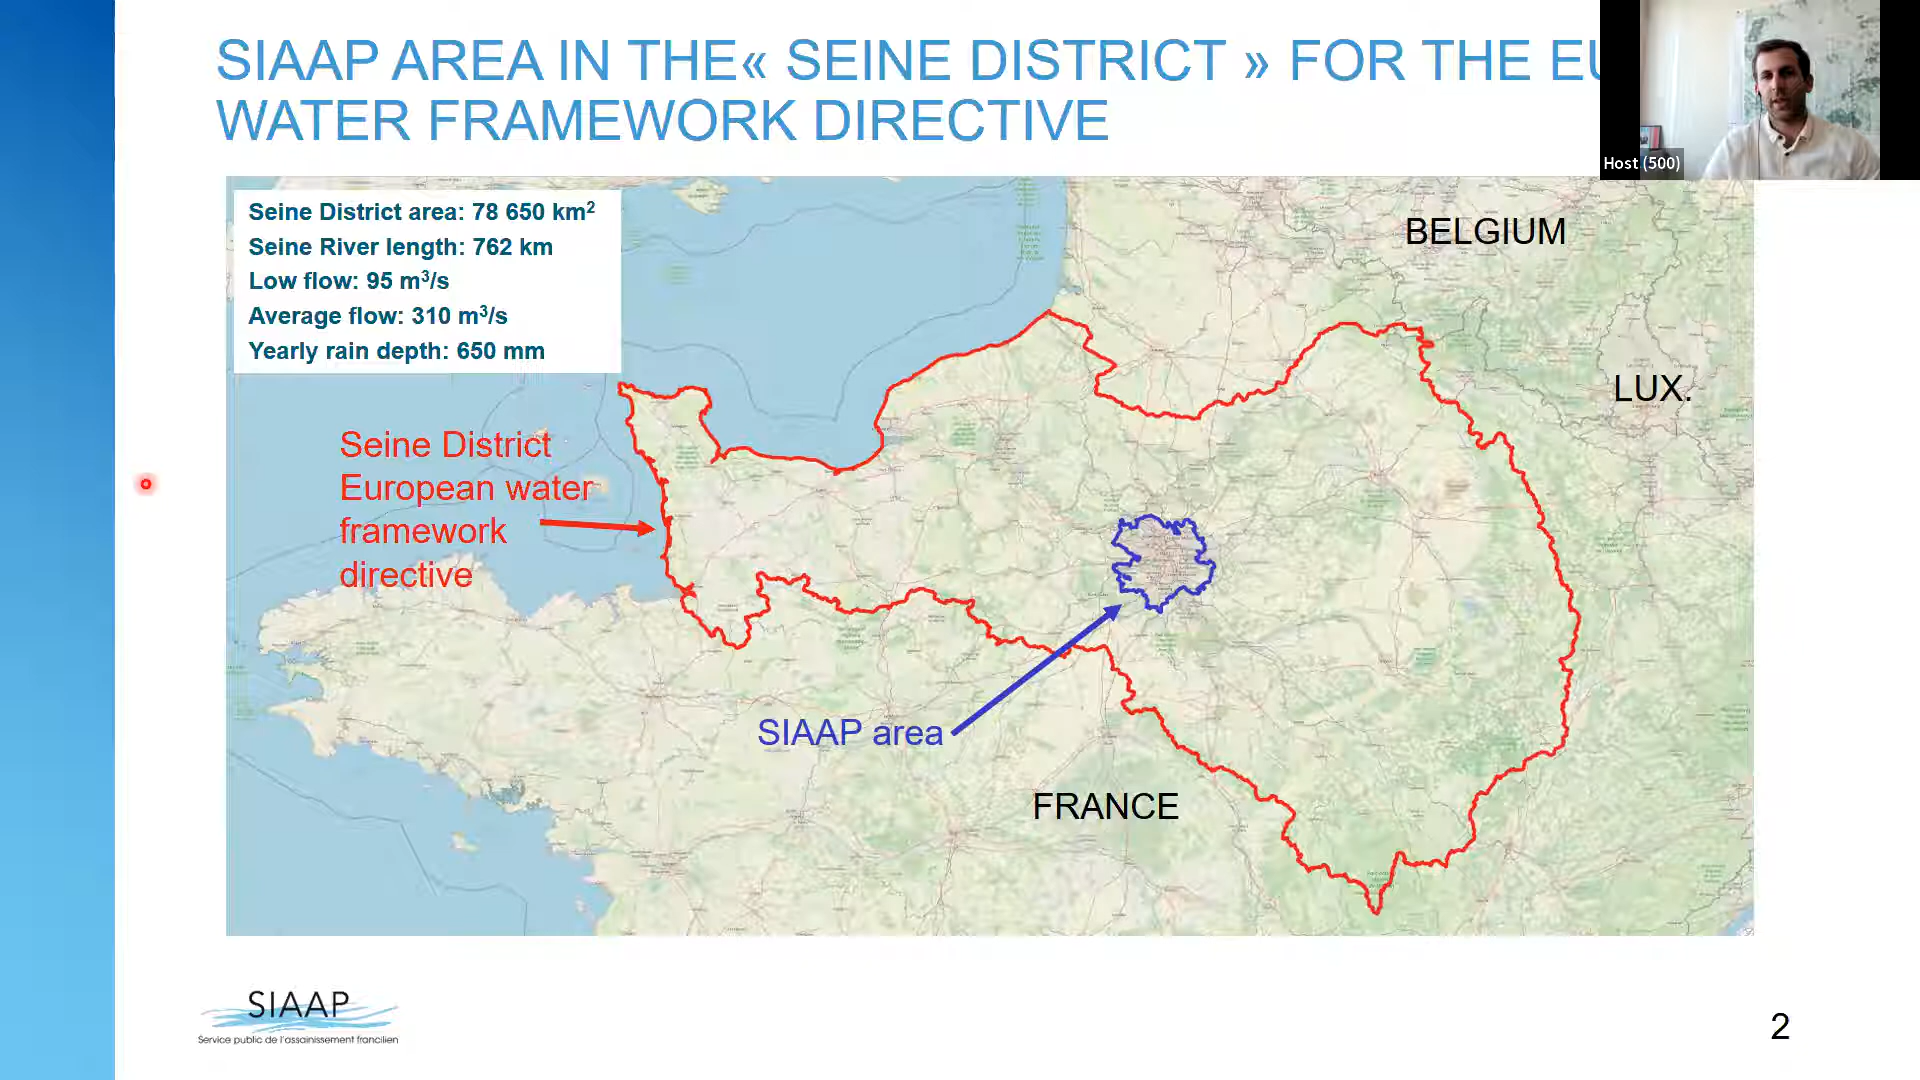 SIAAP AREA IN THE« SEINE DISTRICT » FOR THE EU
WATER FRAMEWORK DIRECTIVE
Host (500)
Seine District area: 78 650 km²
Seine River length: 762 km
Low flow: 95 m³/s
Average flow: 310 m³/s
Yearly rain depth: 650 mm
BELGIUM
LUX.
Seine District
European water
framework
directive
SIAAP area
FRANCE
SIAAP
Service public de l'assainissement francilien
2